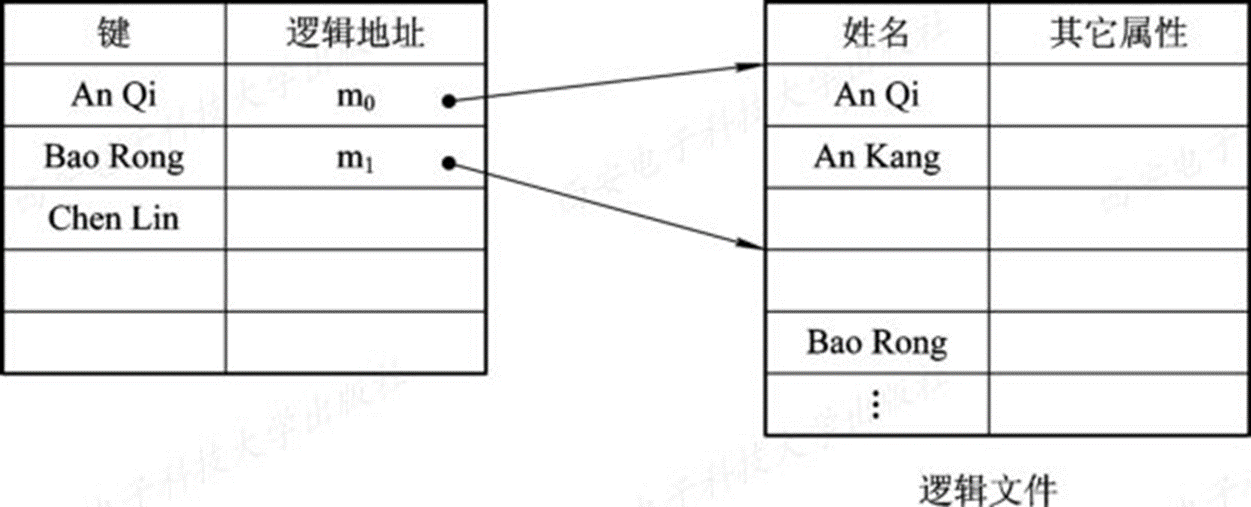 键 逻辑地址
An Qi m₀
Bao Rong m₁
Chen Lin
姓名 其它属性
An Qi
An Kang
Bao Rong
⋮
逻辑文件
西安电子科技大学出版社